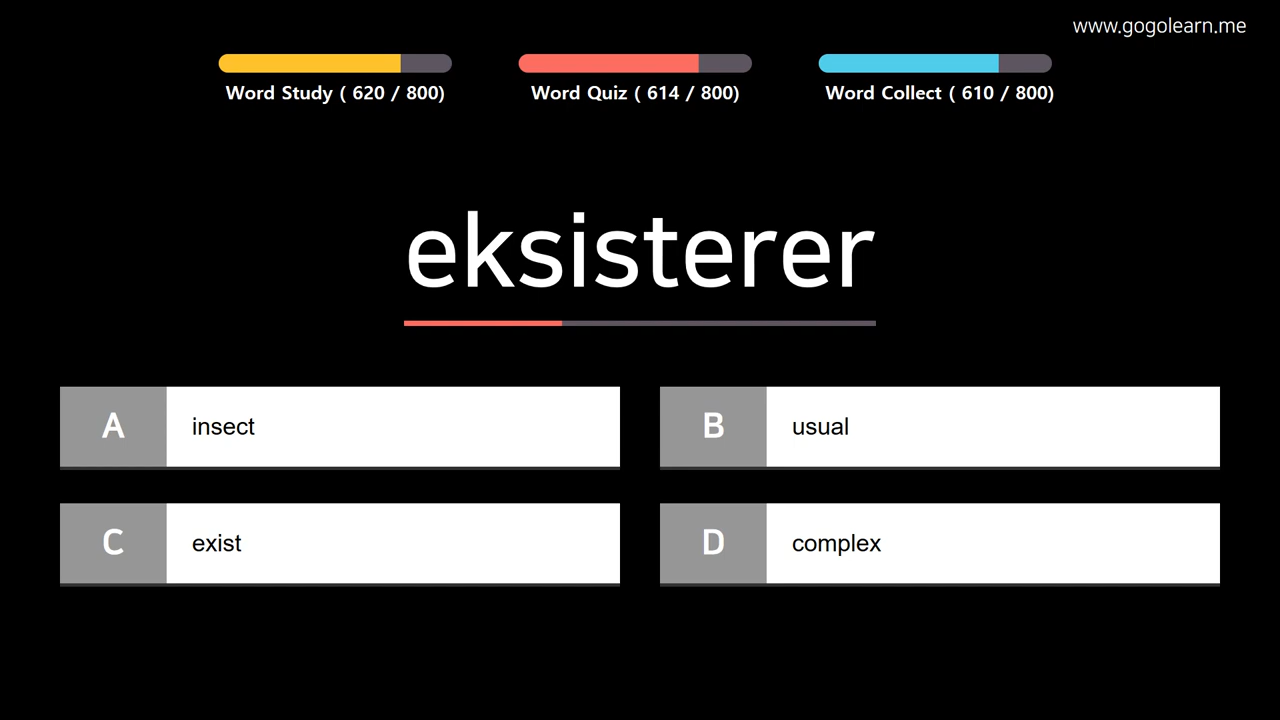 www.gogolearn.me
Word Study ( 620 / 800)
Word Quiz ( 614 / 800)
Word Collect ( 610 / 800)
eksisterer
A insect
B usual
C exist
D complex